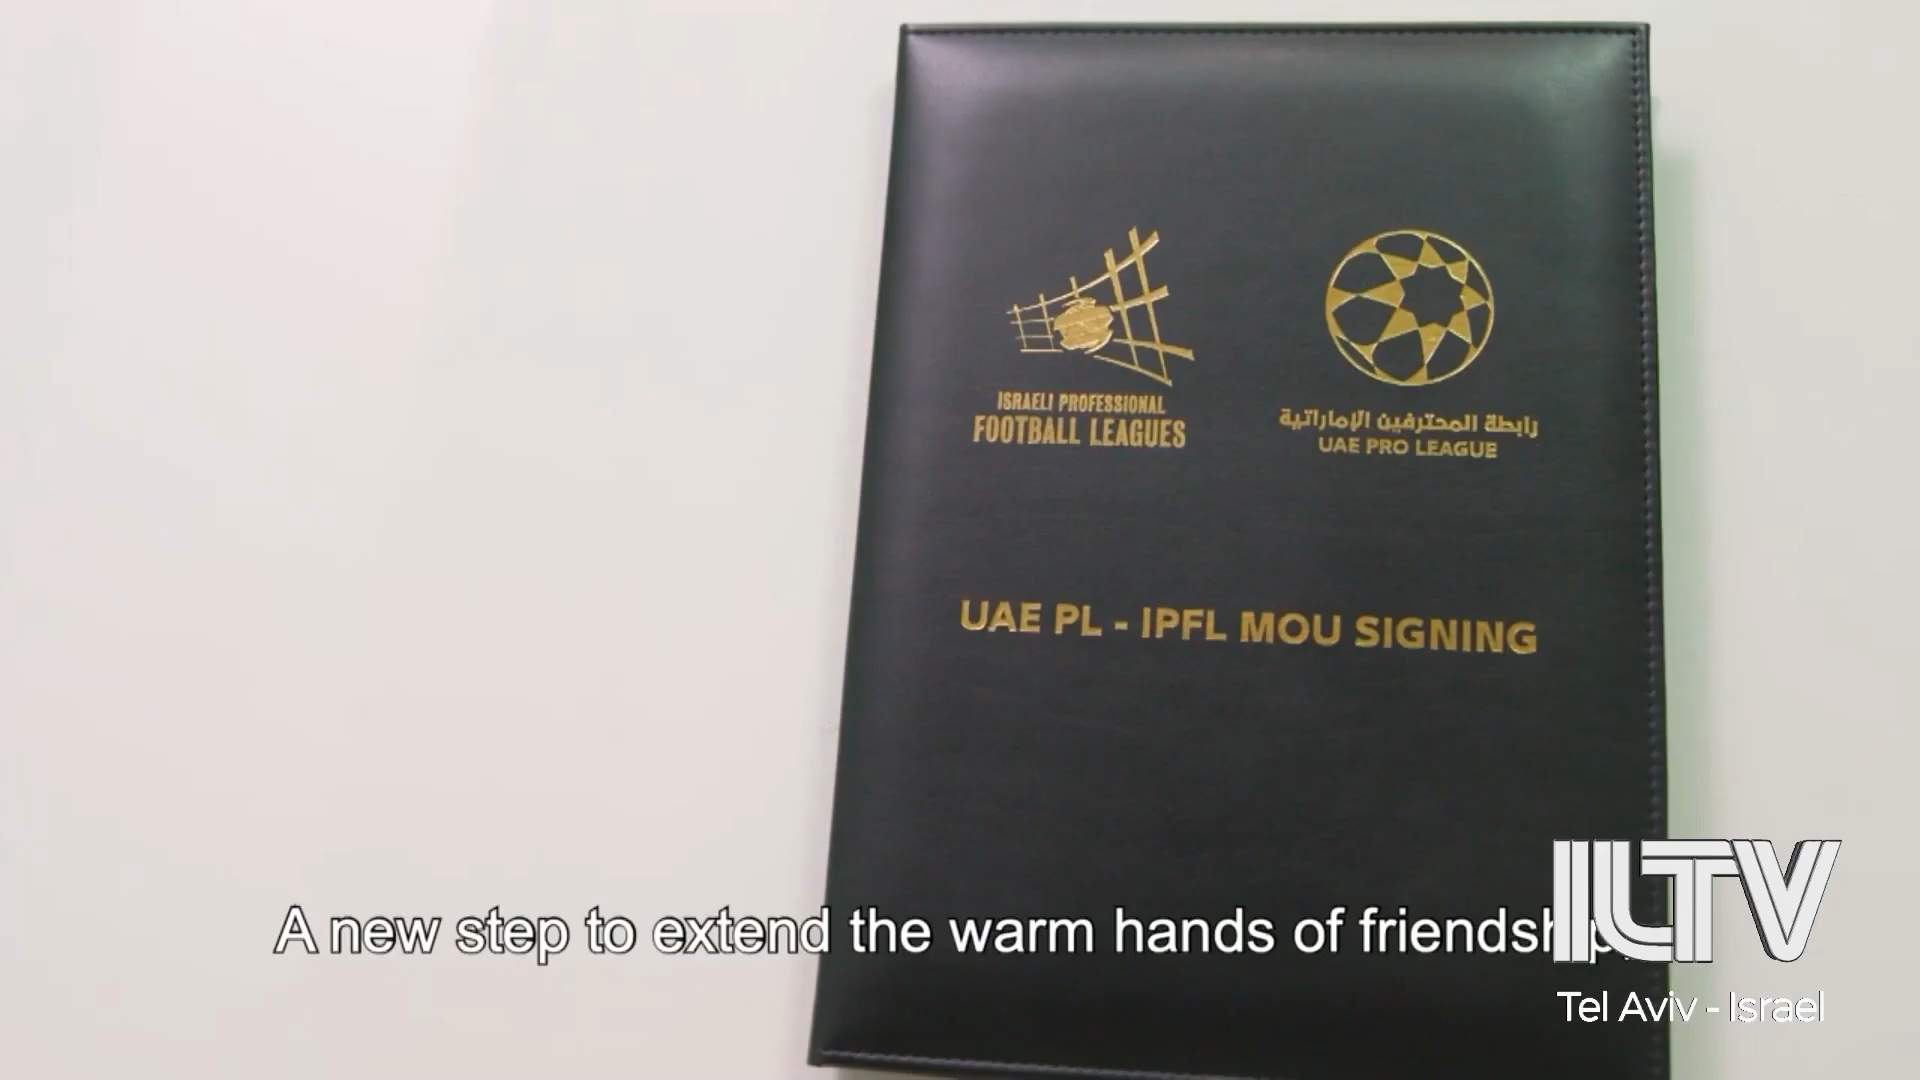 ISRAELI PROFESSIONAL
FOOTBALL LEAGUES
رابطة المحترفين الإماراتية
UAE PRO LEAGUE
UAE PL - IPFL MOU SIGNING
A new step to extend the warm hands of friendship,
ILTV
Tel Aviv - Israel